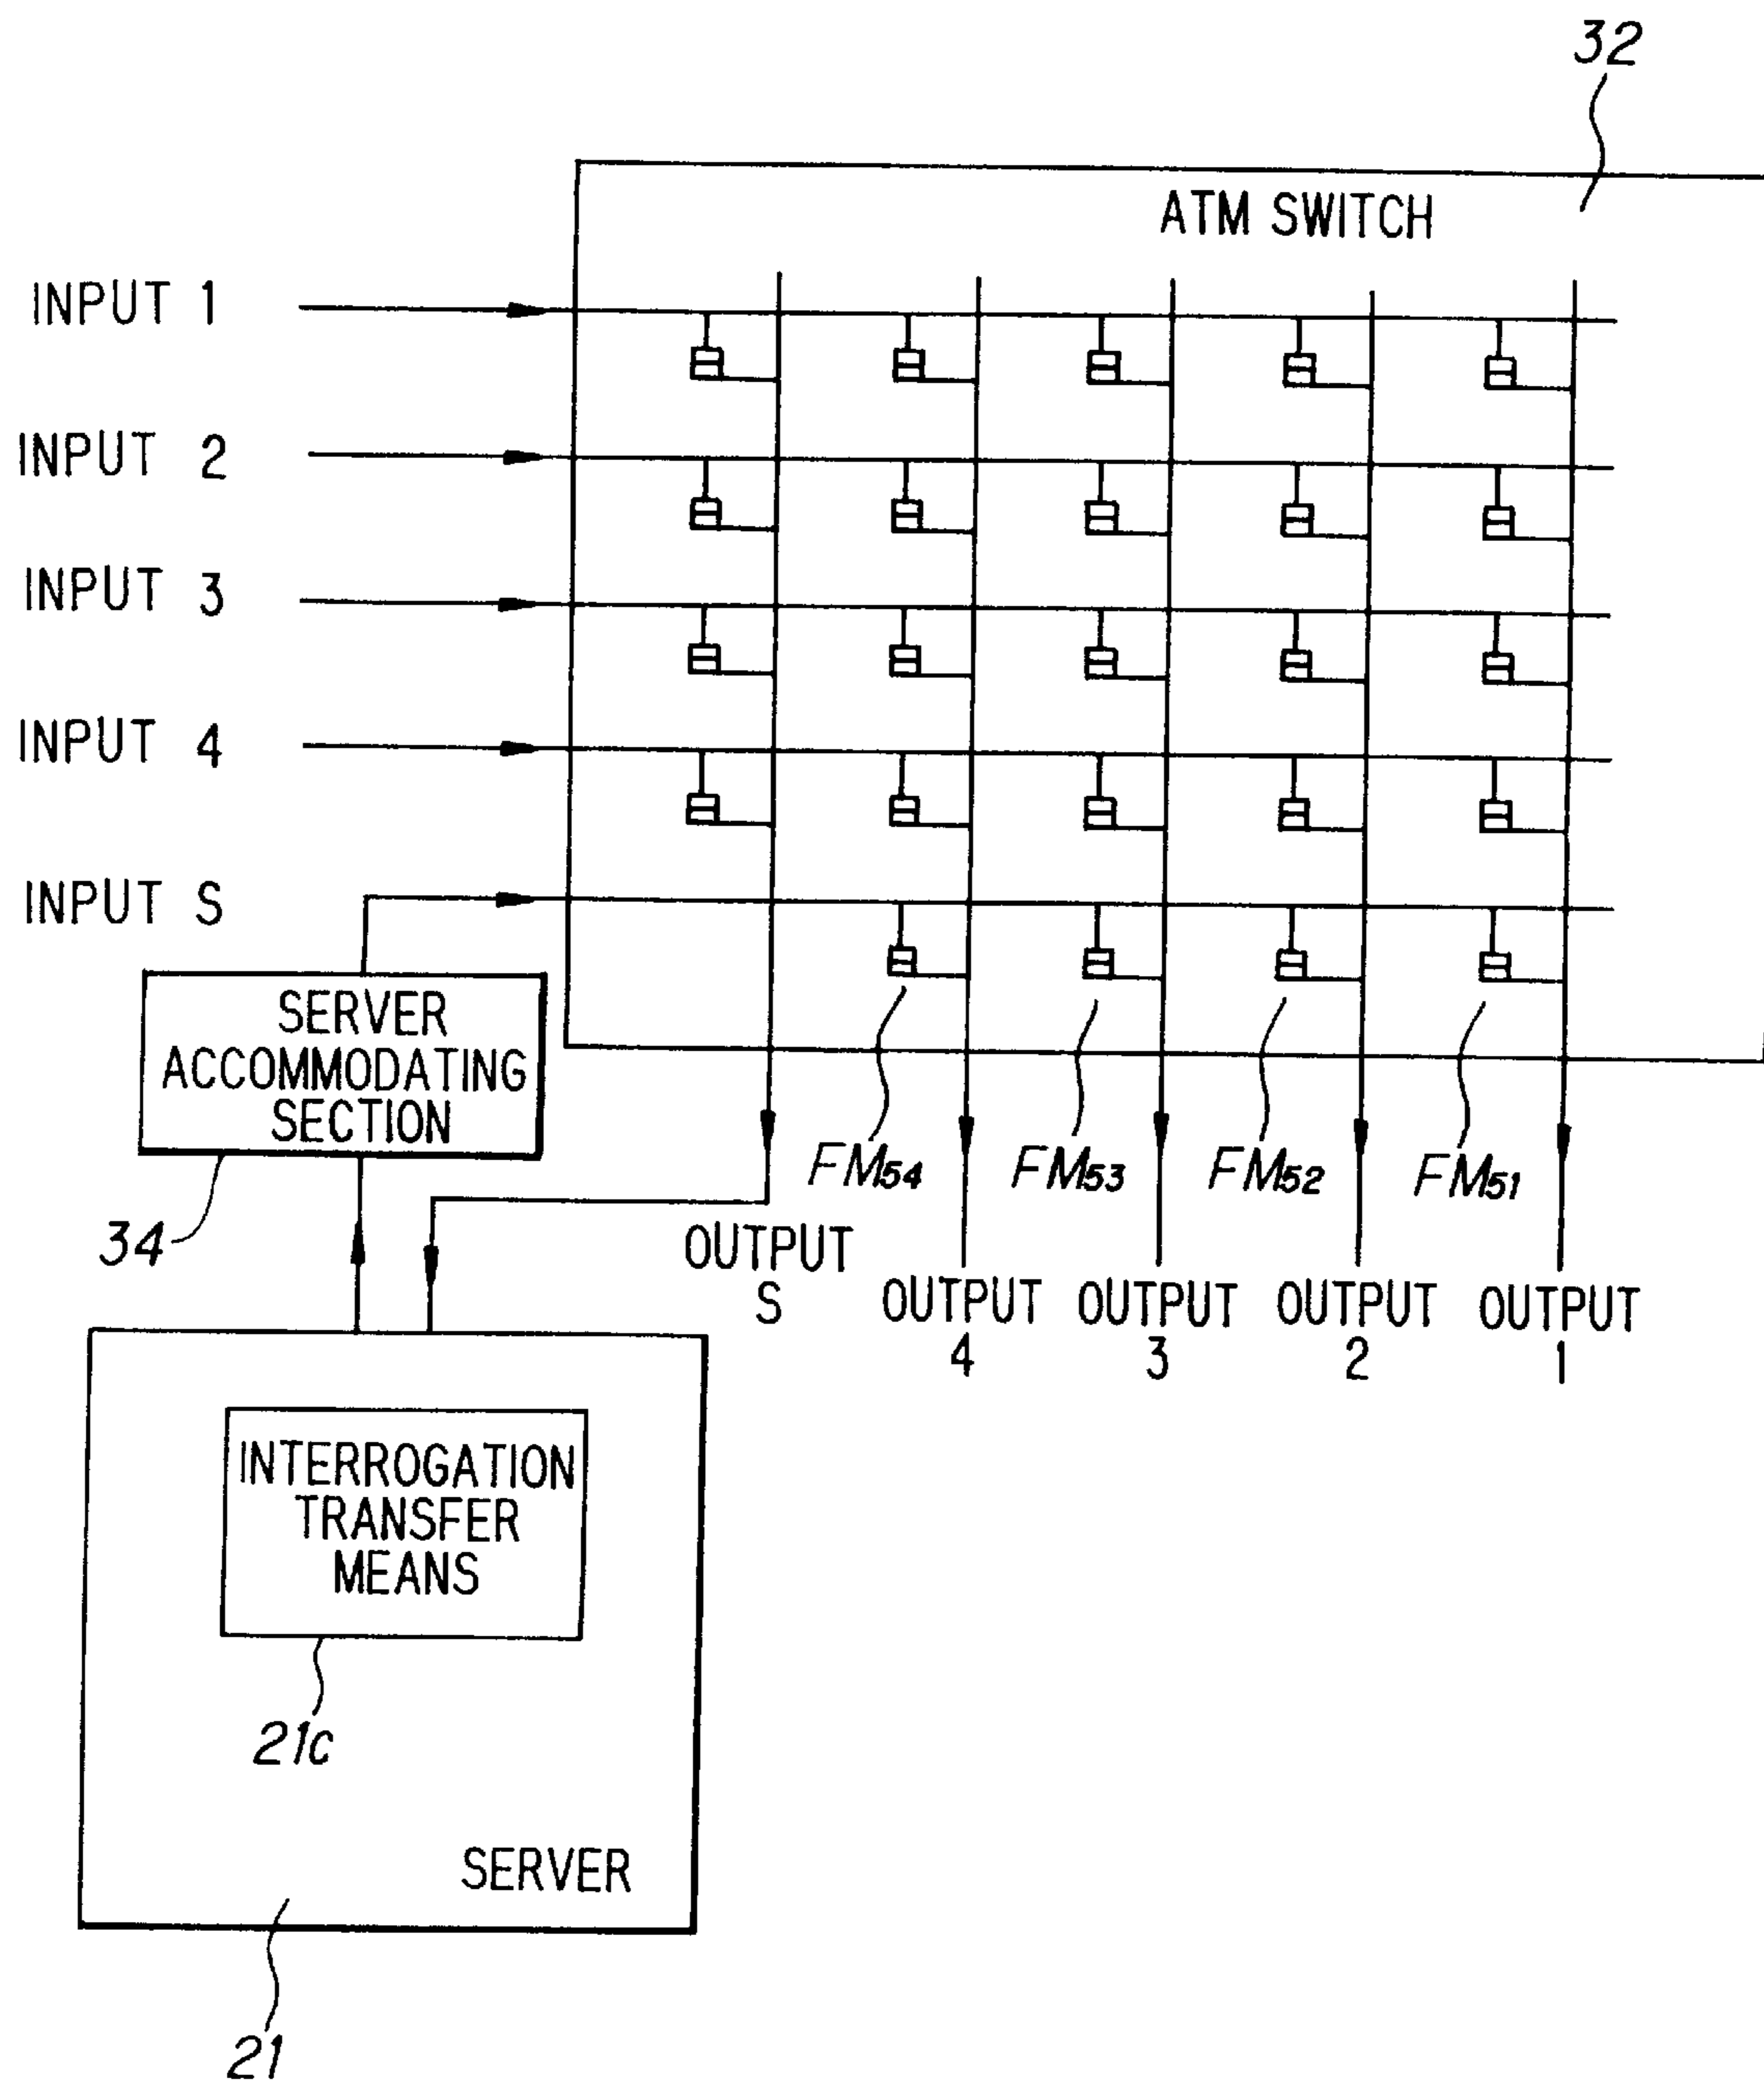 32
ATM SWITCH
INPUT 1
INPUT 2
INPUT 3
INPUT 4
INPUT S
SERVER
ACCOMMODATING
SECTION
34
FM54
FM53
FM52
FM51
OUTPUT
S
OUTPUT
4
OUTPUT
3
OUTPUT
2
OUTPUT
1
INTERROGATION
TRANSFER
MEANS
21c
SERVER
21